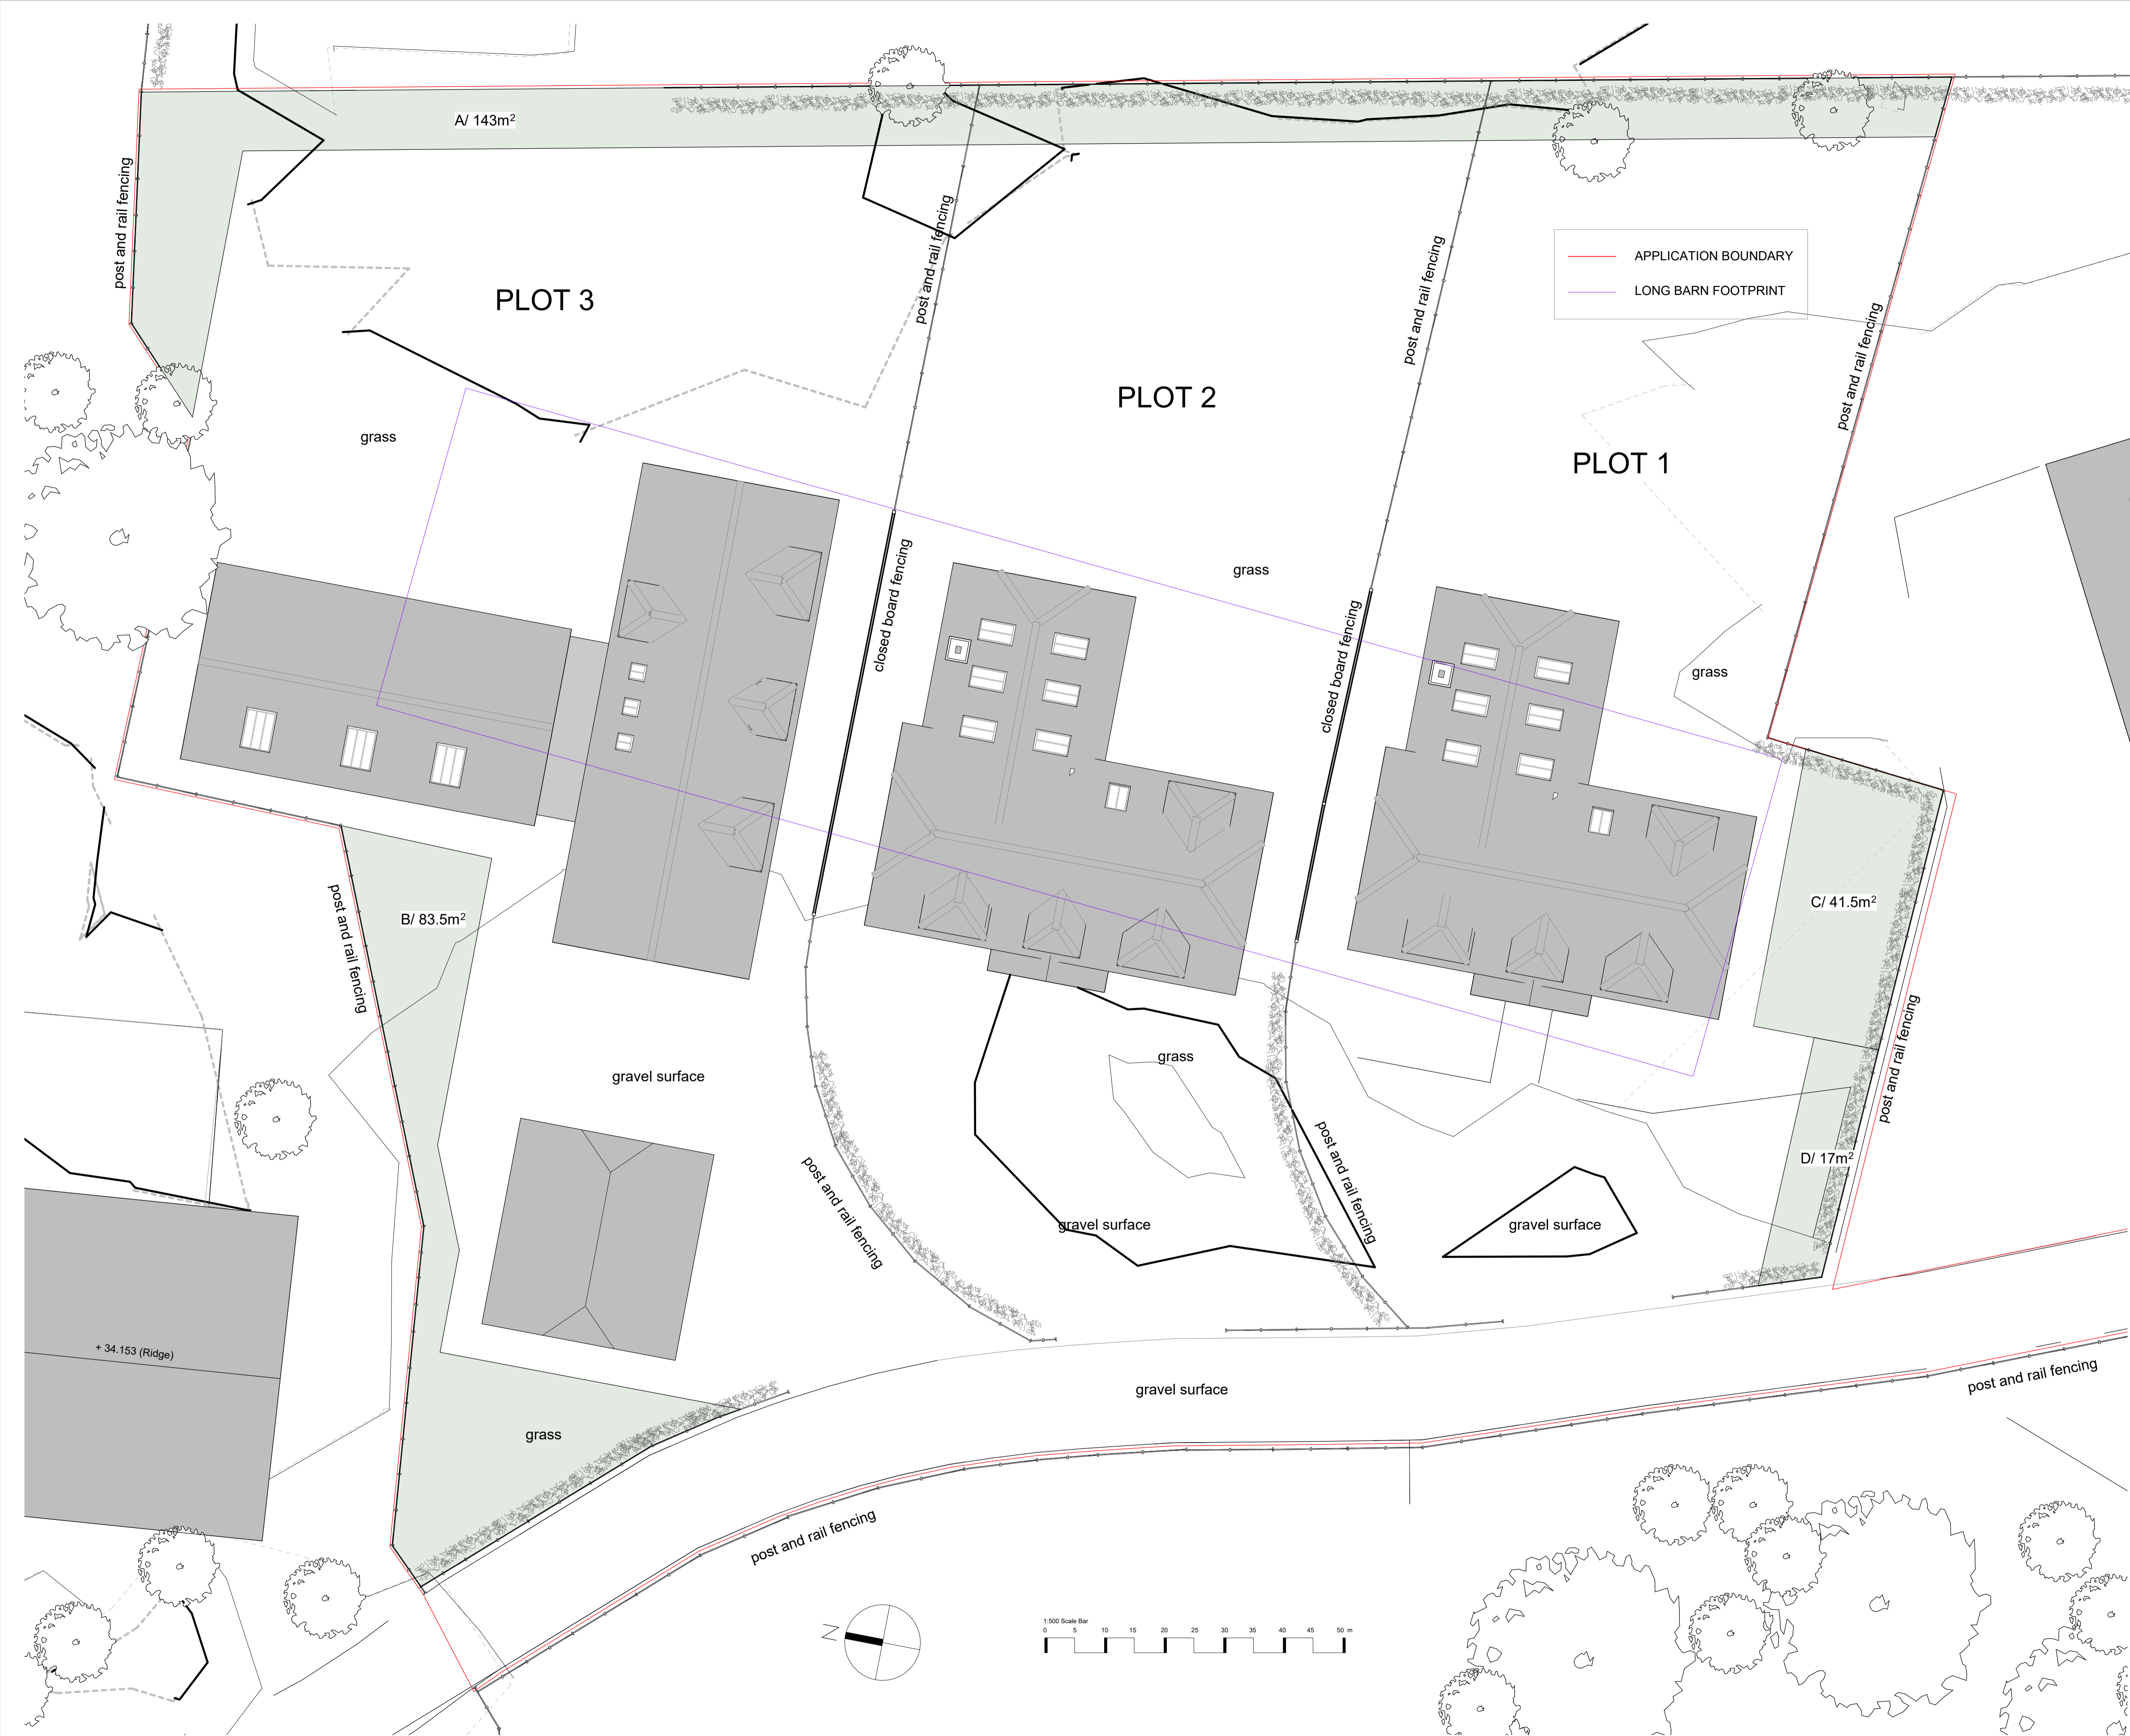 A/ 143m²
post and rail fencing
post and rail fencing
post and rail fencing
APPLICATION BOUNDARY
LONG BARN FOOTPRINT
PLOT 3
post and rail fencing
PLOT 2
grass
PLOT 1
closed board fencing
grass
closed board fencing
grass
post and rail fencing
B/ 83.5m²
C/ 41.5m²
gravel surface
grass
post and rail fencing
D/ 17m²
post and rail fencing
post and rail fencing
gravel surface
gravel surface
+ 34.153 (Ridge)
gravel surface
post and rail fencing
grass
post and rail fencing
N
1:500 Scale Bar
0 5 10 15 20 25 30 35 40 45 50 m